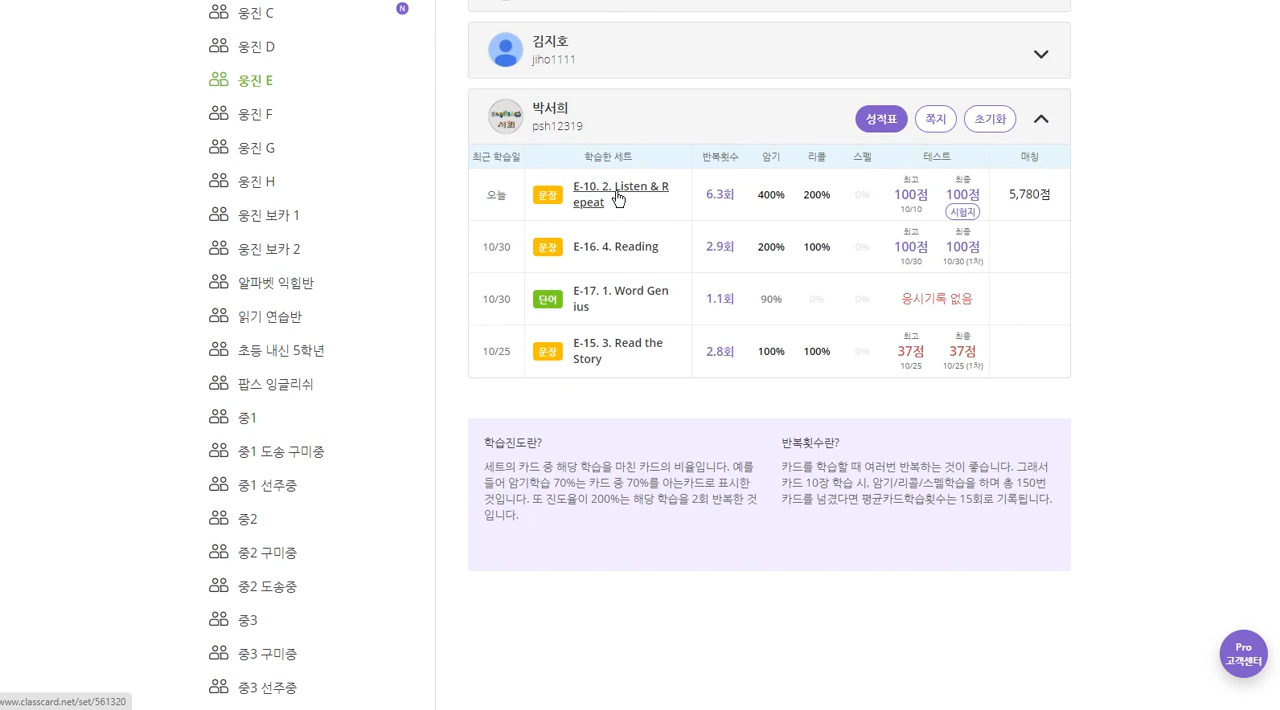 웅진 C
N
웅진 D
웅진 E
웅진 F
웅진 G
웅진 H
웅진 보카 1
웅진 보카 2
알파벳 익힘반
읽기 연습반
초등 내신 5학년
팝스 잉글리쉬
중1
중1 도송 구미중
중1 선주중
중2
중2 구미중
중2 도송중
중3
중3 구미중
중3 선주중
김지호
jiho1111
박서희
psh12319
성적표 쪽지 초기화
최근 학습일 학습한 세트 반복횟수 암기 리콜 스펠 테스트 매칭
오늘 문장 E-10. 2. Listen & R
epeat 6.3회 400% 200% 0% 최고 100점 10/10 최종 100점 시험지 5,780점
10/30 문장 E-16. 4. Reading 2.9회 200% 100% 0% 최고 100점 10/30 최종 100점 10/30 (1차)
10/30 단어 E-17. 1. Word Gen
ius 1.1회 90% 0% 0% 응시기록 없음
10/25 문장 E-15. 3. Read the
Story 2.8회 100% 100% 0% 최고 37점 10/25 최종 37점 10/25 (1차)
학습진도란?
세트의 카드 중 해당 학습을 마친 카드의 비율입니다. 예를
들어 암기학습 70%는 카드 중 70%를 아는카드로 표시한
것입니다. 또 진도율이 200%는 해당 학습을 2회 반복한 것
입니다.
반복횟수란?
카드를 학습할 때 여러번 반복하는 것이 좋습니다. 그래서
카드 10장 학습 시, 암기/리콜/스펠학습을 하며 총 150번
카드를 넘겼다면 평균카드학습횟수는 15회로 기록됩니다.
Pro
고객센터
www.classcard.net/set/561320